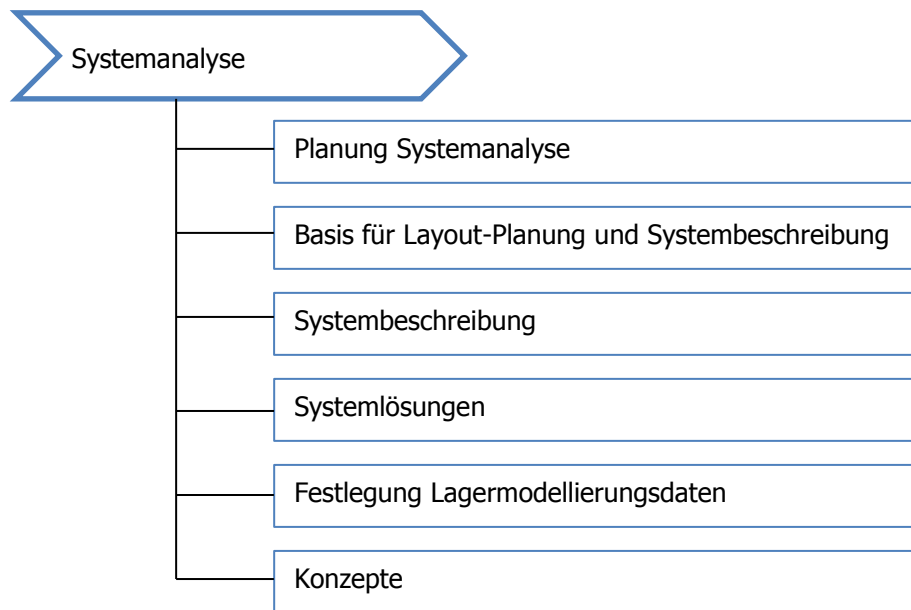 Systemanalyse
Planung Systemanalyse
Basis für Layout-Planung und Systembeschreibung
Systembeschreibung
Systemlösungen
Festlegung Lagermodellierungsdaten
Konzepte